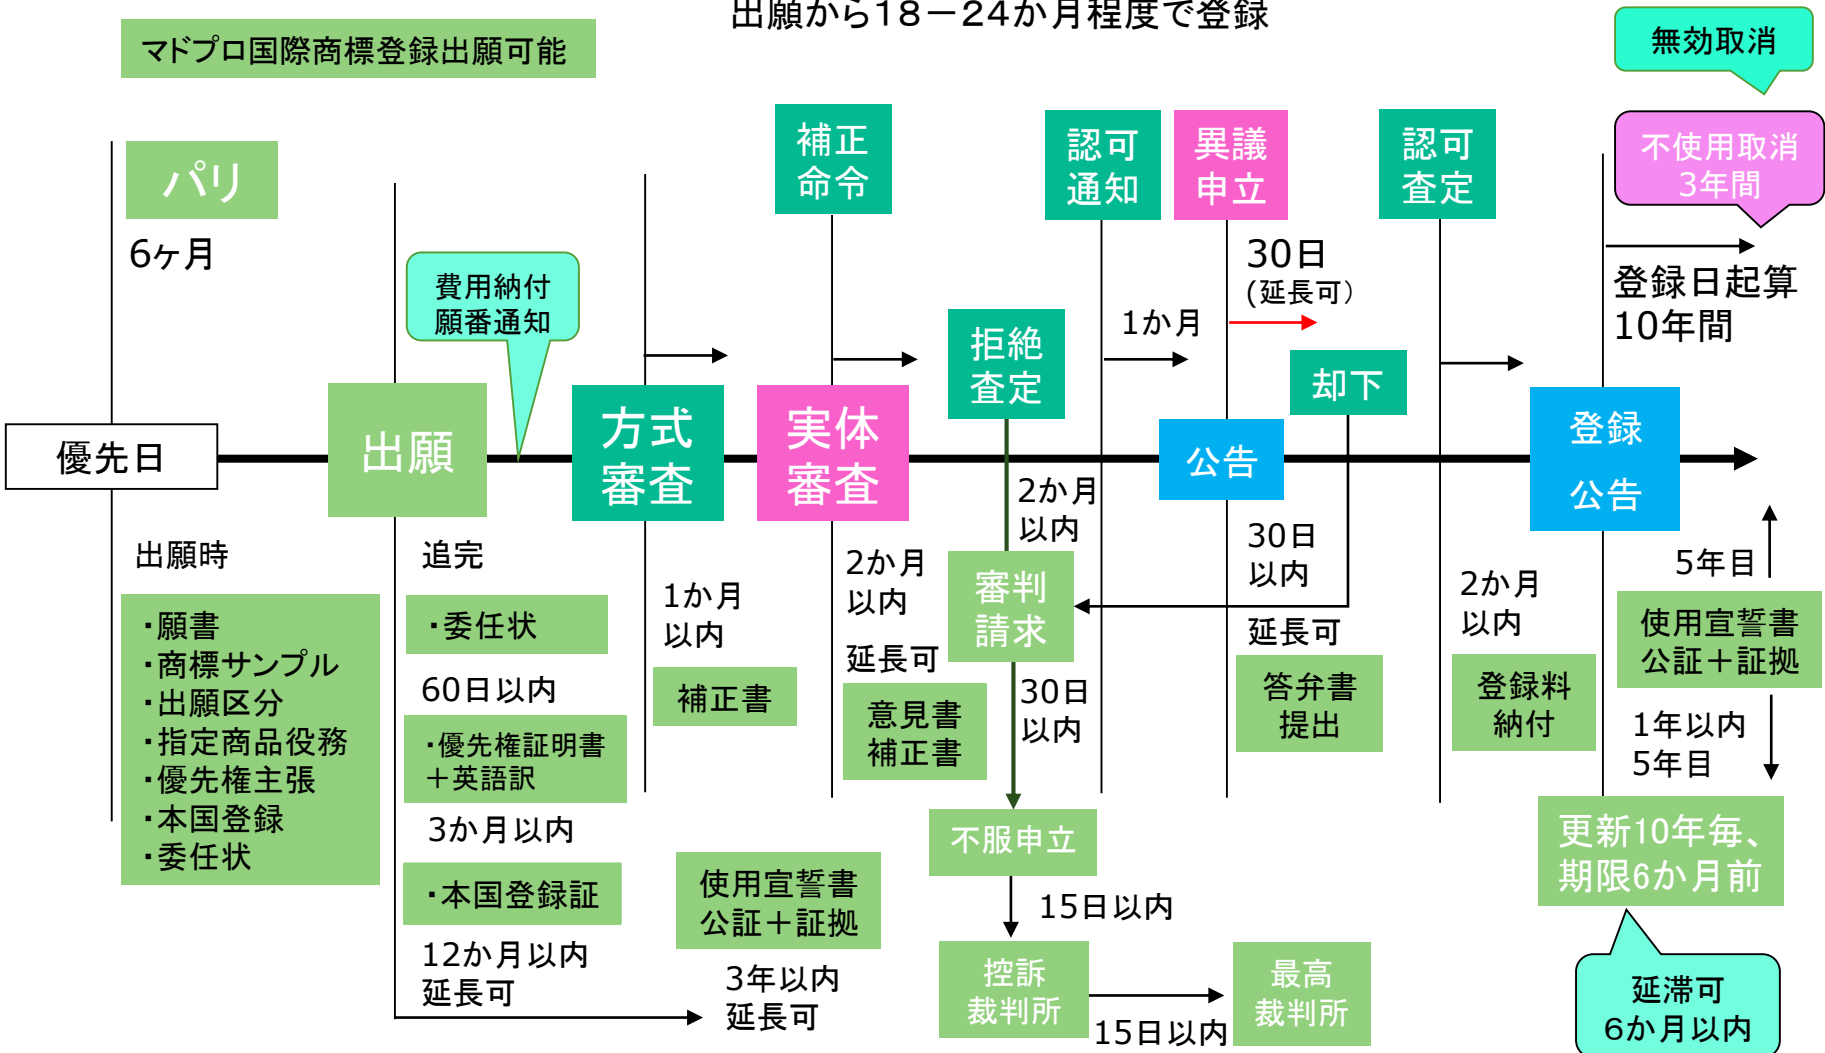 出願から18－24か月程度で登録
マドプロ国際商標登録出願可能
無効取消
補正
命令
認可
通知
異議
申立
認可
査定
不使用取消
3年間
パリ
6ヶ月
費用納付
願番通知
30日
(延長可)
1か月
登録日起算
10年間
拒絶
査定
却下
優先日
出願
方式
審査
実体
審査
公告
登録
公告
2か月
以内
出願時
・願書
・商標サンプル
・出願区分
・指定商品役務
・優先権主張
・本国登録
・委任状
追完
・委任状
60日以内
・優先権証明書
＋英語訳
3か月以内
・本国登録証
12か月以内
延長可
1か月
以内
補正書
2か月
以内
延長可
意見書
補正書
審判
請求
30日
以内
30日
以内
延長可
答弁書
提出
2か月
以内
登録料
納付
5年目
使用宣誓書
公証＋証拠
1年以内
5年目
不服申立
使用宣誓書
公証＋証拠
3年以内
延長可
15日以内
控訴
裁判所
15日以内
最高
裁判所
更新10年毎、
期限6か月前
延滞可
6か月以内